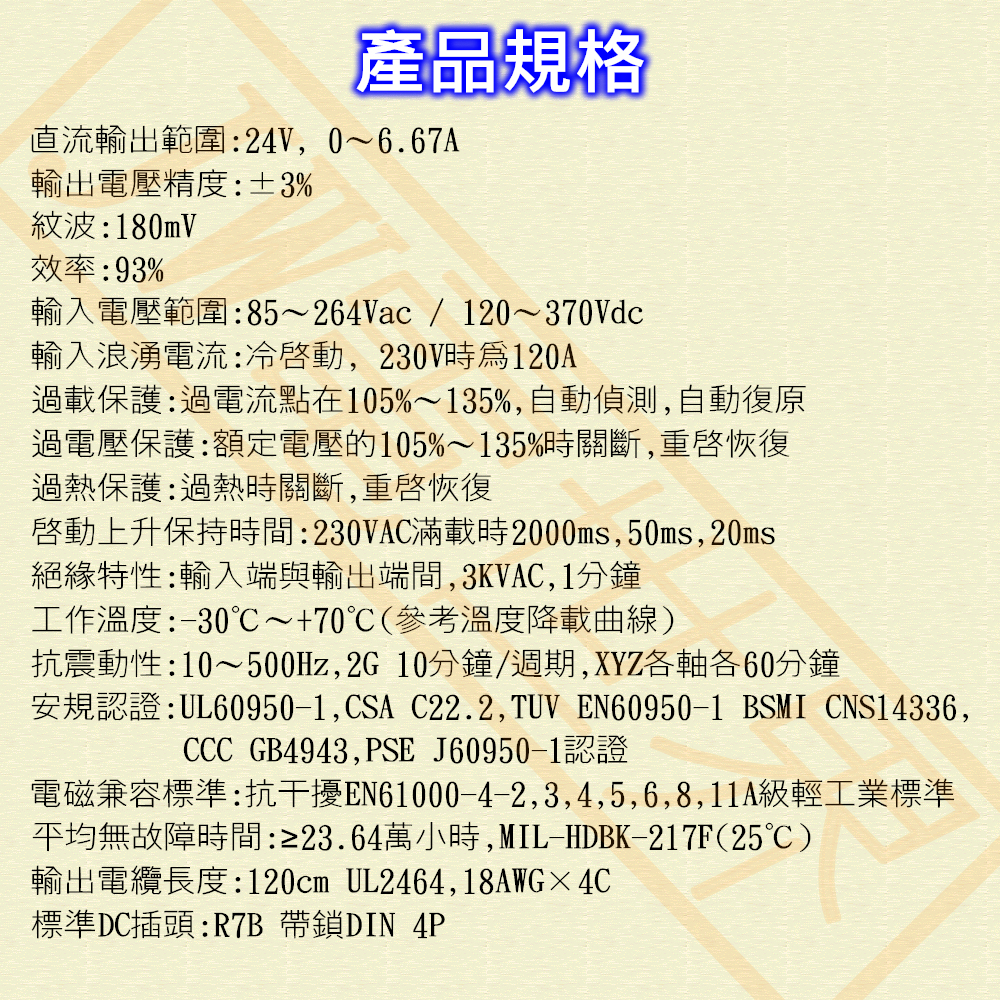 產品規格
直流輸出範圍:24V, 0～6.67A
輸出電壓精度:±3%
紋波:180mV
效率:93%
輸入電壓範圍:85～264Vac / 120～370Vdc
輸入浪湧電流:冷啓動, 230V時爲120A
過載保護:過電流點在105%～135%,自動偵測,自動復原
過電壓保護:額定電壓的105%～135%時關斷,重啓恢復
過熱保護:過熱時關斷,重啓恢復
啓動上升保持時間:230VAC滿載時2000ms,50ms,20ms
絕緣特性:輸入端與輸出端間,3KVAC,1分鐘
工作溫度:-30℃～+70℃(參考溫度降載曲線)
抗震動性:10～500Hz,2G 10分鐘/週期,XYZ各軸各60分鐘
安規認證:UL60950-1,CSA C22.2,TUV EN60950-1 BSMI CNS14336,
CCC GB4943,PSE J60950-1認證
電磁兼容標準:抗干擾EN61000-4-2,3,4,5,6,8,11A級輕工業標準
平均無故障時間:≥23.64萬小時,MIL-HDBK-217F(25℃)
輸出電纜長度:120cm UL2464,18AWG×4C
標準DC插頭:R7B 帶鎖DIN 4P